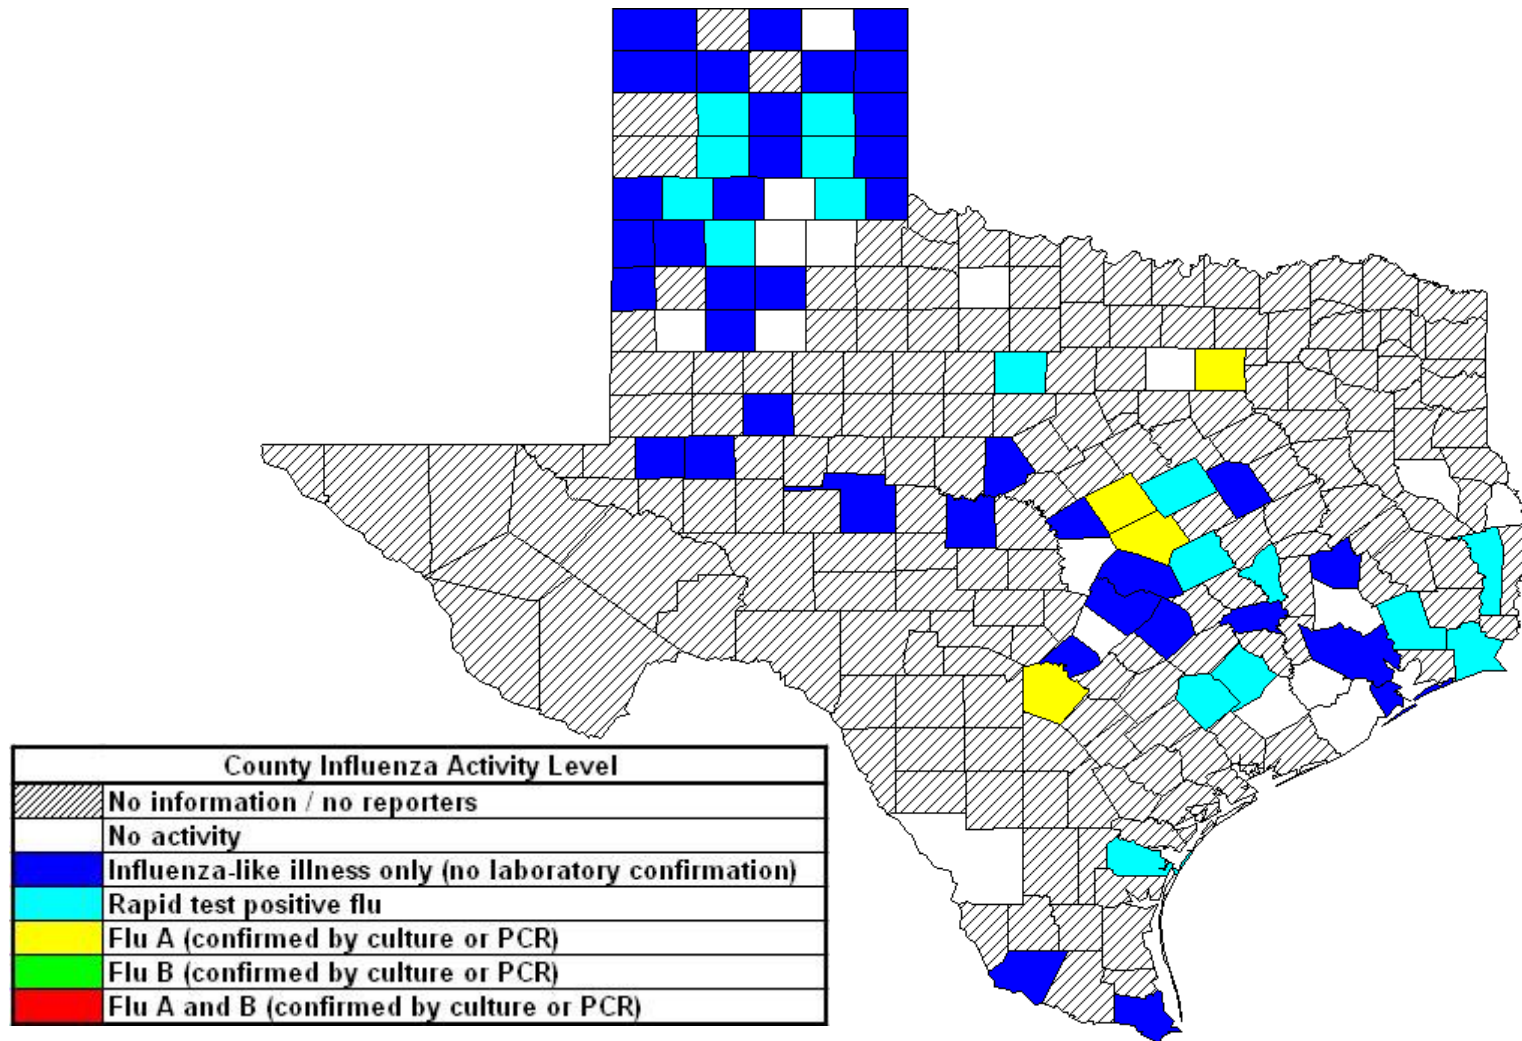 County Influenza Activity Level
No information / no reporters
No activity
Influenza-like illness only (no laboratory confirmation)
Rapid test positive flu
Flu A (confirmed by culture or PCR)
Flu B (confirmed by culture or PCR)
Flu A and B (confirmed by culture or PCR)